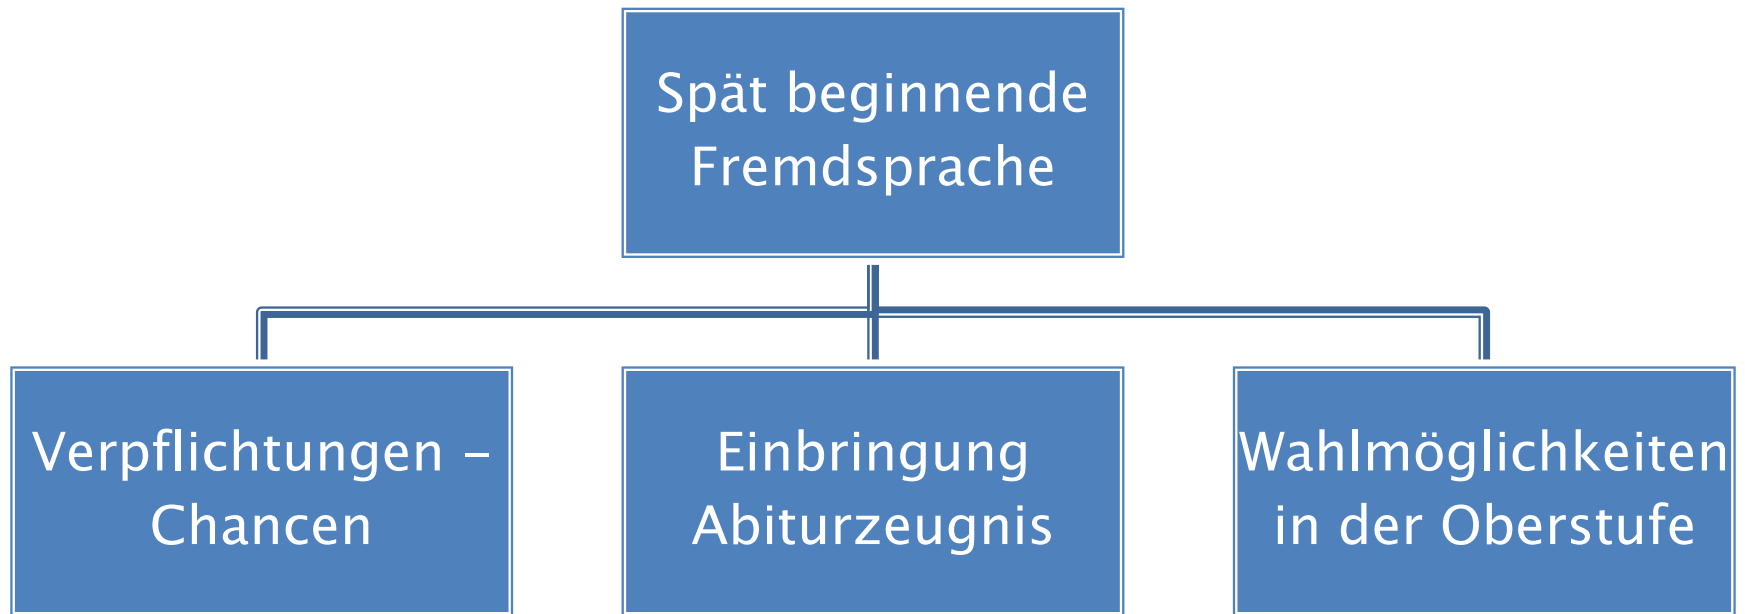 Spät beginnende
Fremdsprache
Verpflichtungen –
Chancen
Einbringung
Abiturzeugnis
Wahlmöglichkeiten
in der Oberstufe